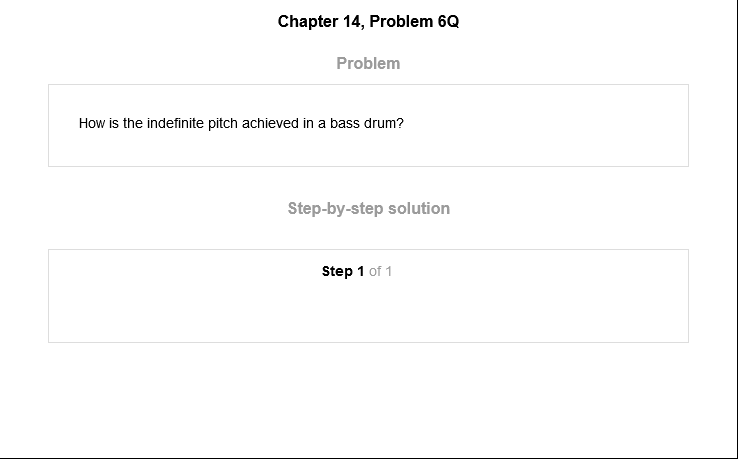 Chapter 14, Problem 6Q
Problem
How is the indefinite pitch achieved in a bass drum?
Step-by-step solution
Step 1 of 1